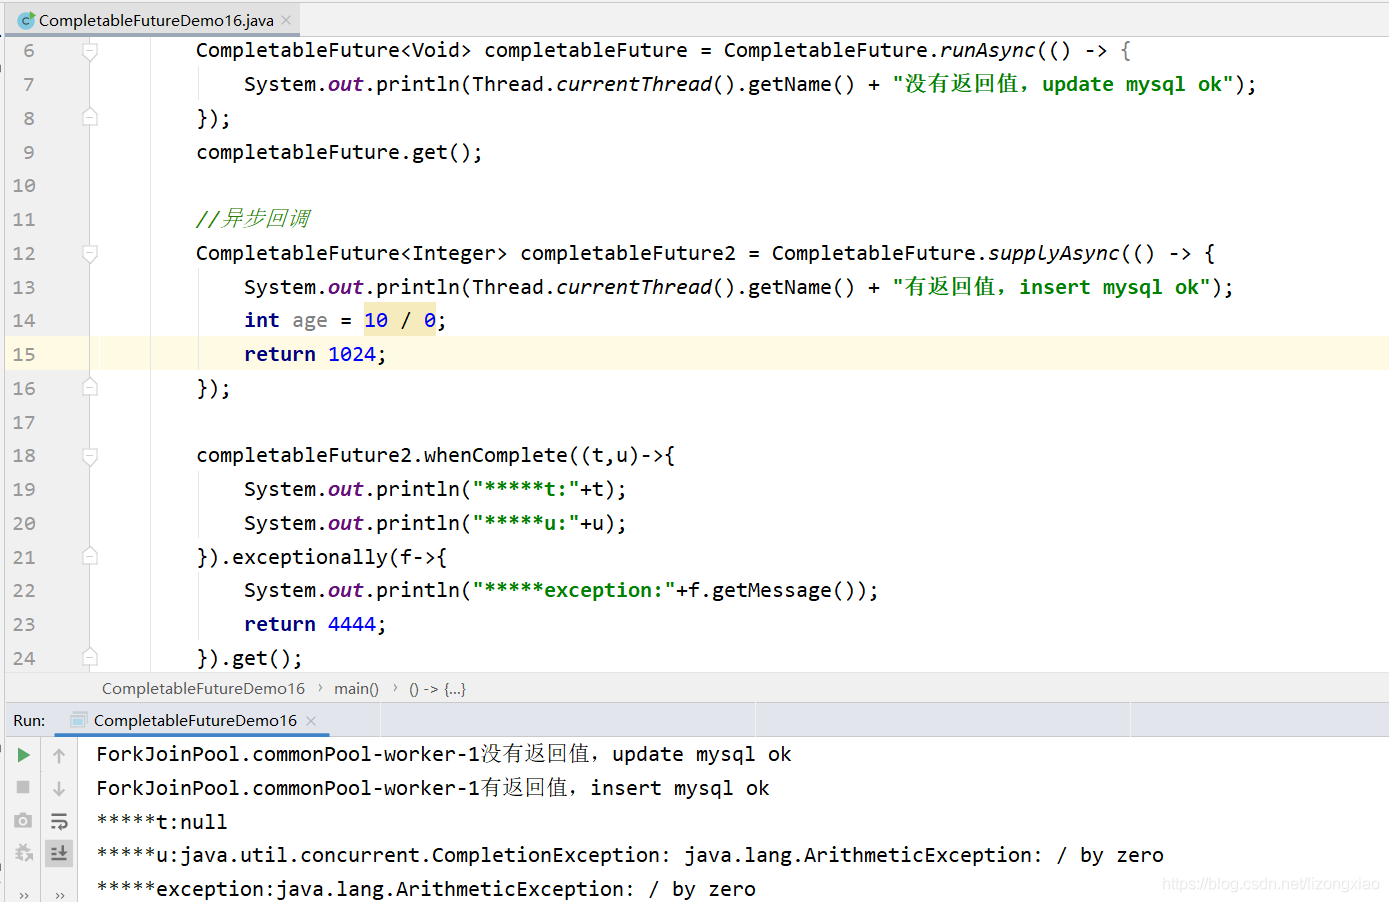 CompletableFutureDemo16.java
6 CompletableFuture<Void> completableFuture = CompletableFuture.runAsync(() -> {
7 System.out.println(Thread.currentThread().getName() + "没有返回值，update mysql ok");
8 });
9 completableFuture.get();
10
11 //异步回调
12 CompletableFuture<Integer> completableFuture2 = CompletableFuture.supplyAsync(() -> {
13 System.out.println(Thread.currentThread().getName() + "有返回值，insert mysql ok");
14 int age = 10 / 0;
15 return 1024;
16 });
17
18 completableFuture2.whenComplete((t,u)->{
19 System.out.println("*****t:"+t);
20 System.out.println("*****u:"+u);
21 }).exceptionally(f->{
22 System.out.println("*****exception:"+f.getMessage());
23 return 4444;
24 }).get();
CompletableFutureDemo16 › main() › () -> {...}
Run: CompletableFutureDemo16
ForkJoinPool.commonPool-worker-1没有返回值，update mysql ok
ForkJoinPool.commonPool-worker-1有返回值，insert mysql ok
*****t:null
*****u:java.util.concurrent.CompletionException: java.lang.ArithmeticException: / by zero
*****exception:java.lang.ArithmeticException: / by zero
https://blog.csdn.net/lizongxiao